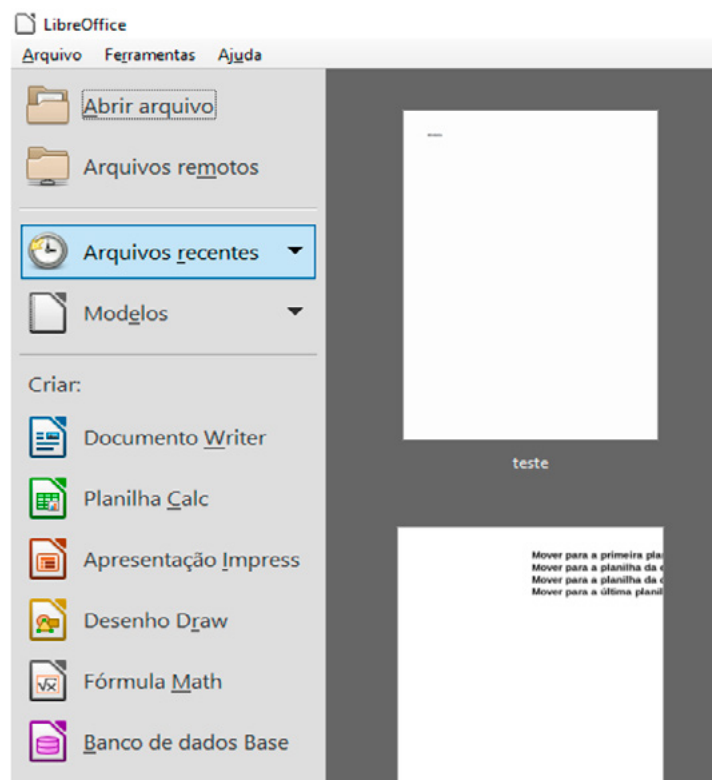 LibreOffice
Arquivo Ferramentas Ajuda
Abrir arquivo
Arquivos remotos
Arquivos recentes
Modelos
Criar:
Documento Writer
Planilha Calc
Apresentação Impress
Desenho Draw
Fórmula Math
Banco de dados Base
teste
Mover para a primeira pla
Mover para a planilha da
Mover para a planilha da
Mover para a última planil